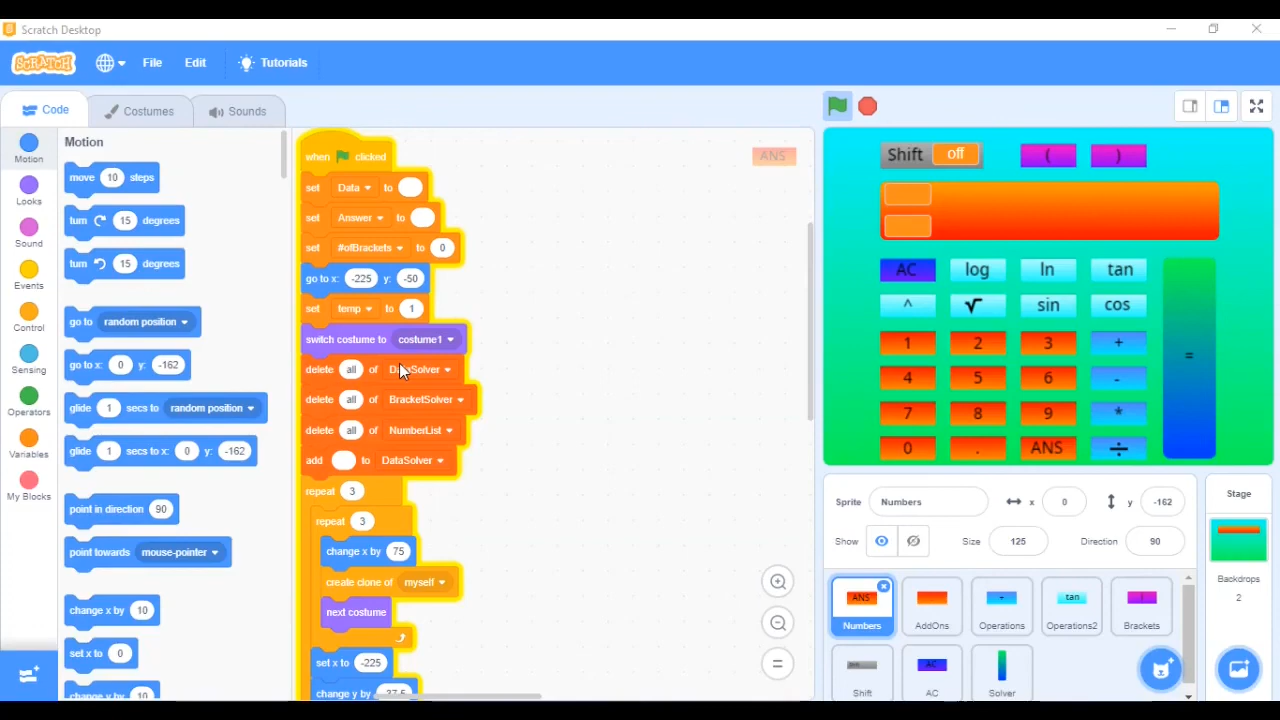 Scratch Desktop
SCRATCH File Edit Tutorials
Code Costumes Sounds
Motion
Looks
Sound
Events
Control
Sensing
Operators
Variables
My Blocks
Motion
move 10 steps
turn 15 degrees
turn 15 degrees
go to random position
go to x: 0 y: -162
glide 1 secs to random position
glide 1 secs to x: 0 y: -162
point in direction 90
point towards mouse-pointer
change x by 10
set x to 0
change y by 10
when clicked
set Data to
set Answer to
set #ofBrackets to 0
go to x: -225 y: -50
set temp to 1
switch costume to costume1
delete all of DataSolver
delete all of BracketSolver
delete all of NumberList
add to DataSolver
repeat 3
repeat 3
change x by 75
create clone of myself
next costume
set x to -225
change y by -37.5
ANS
Shift off ( )
AC log ln tan
^ √ sin cos
1 2 3 +
4 5 6 -
7 8 9 *
0 . ANS ÷
=
Sprite Numbers x 0 y -162
Show Size 125 Direction 90
ANS + tan (
Numbers AddOns Operations Operations2 Brackets
AC
Shift AC Solver
Stage
Backdrops
2